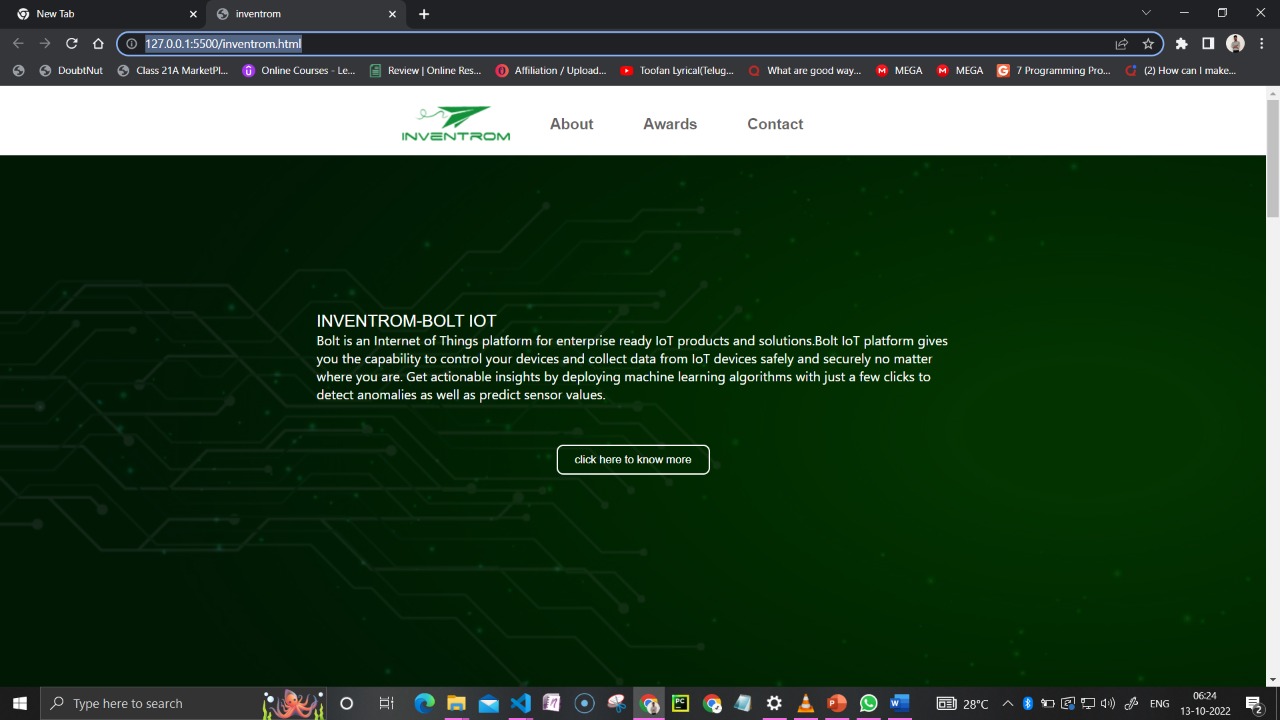 New Tab
inventrom
127.0.0.1:5500/inventrom.html
DoubtNut
Class 21A MarketPl...
Online Courses - Le...
Review | Online Res...
Affiliation / Upload...
Toofan Lyrical(Telug...
What are good way...
MEGA
MEGA
7 Programming Pro...
(2) How can I make...
INVENTROM
About
Awards
Contact
INVENTROM-BOLT IOT
Bolt is an Internet of Things platform for enterprise ready IoT products and solutions.Bolt IoT platform gives
you the capability to control your devices and collect data from IoT devices safely and securely no matter
where you are. Get actionable insights by deploying machine learning algorithms with just a few clicks to
detect anomalies as well as predict sensor values.
click here to know more
Type here to search
28°C
ENG
06:24
13-10-2022
2